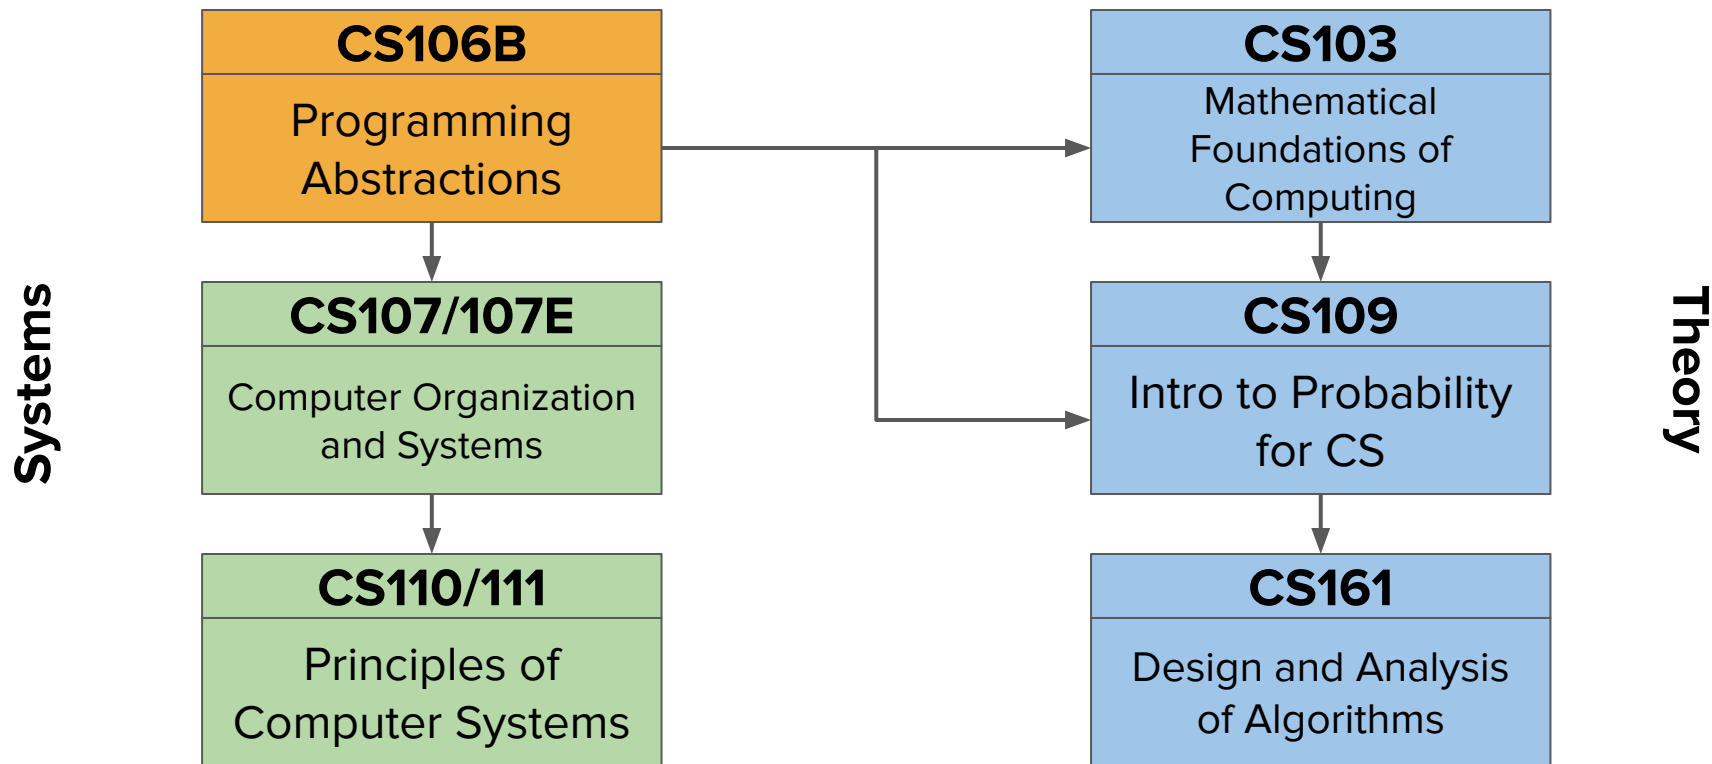 CS106B
Programming
Abstractions
CS103
Mathematical
Foundations of
Computing
Systems
CS107/107E
Computer Organization
and Systems
CS109
Intro to Probability
for CS
Theory
CS110/111
Principles of
Computer Systems
CS161
Design and Analysis
of Algorithms